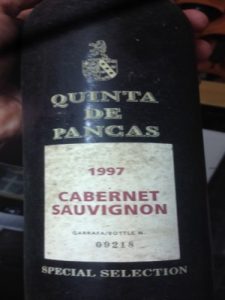 QUINTA
DE
PANCAS
1997
CABERNET
SAUVIGNON
GARRAFA/BOTTLE N.
09218
SPECIAL SELECTION